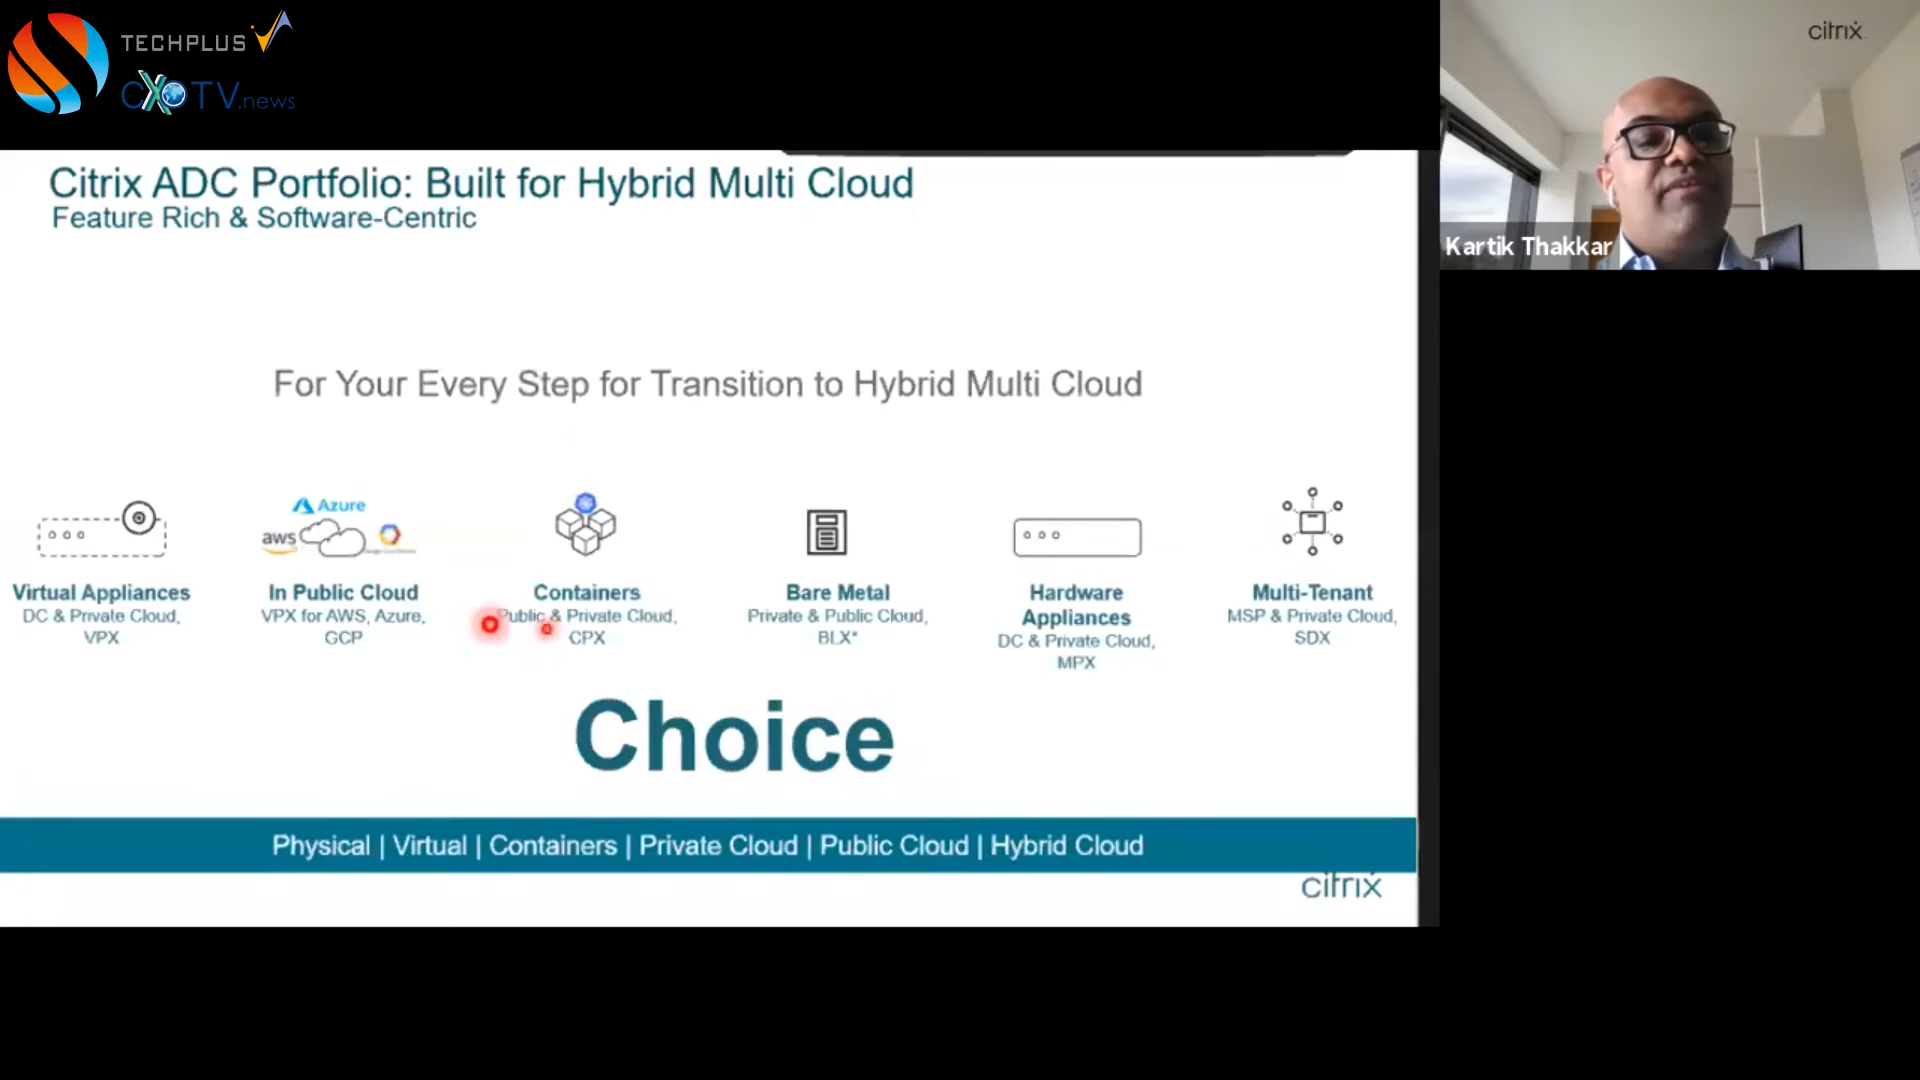 TECHPLUS
CXOTV.news
citrix
Kartik Thakkar
Citrix ADC Portfolio: Built for Hybrid Multi Cloud
Feature Rich & Software-Centric
For Your Every Step for Transition to Hybrid Multi Cloud
Azure
aws
Virtual Appliances
DC & Private Cloud,
VPX
In Public Cloud
VPX for AWS, Azure,
GCP
Containers
Public & Private Cloud,
CPX
Bare Metal
Private & Public Cloud,
BLX*
Hardware
Appliances
DC & Private Cloud,
MPX
Multi-Tenant
MSP & Private Cloud,
SDX
Choice
Physical | Virtual | Containers | Private Cloud | Public Cloud | Hybrid Cloud
citrix